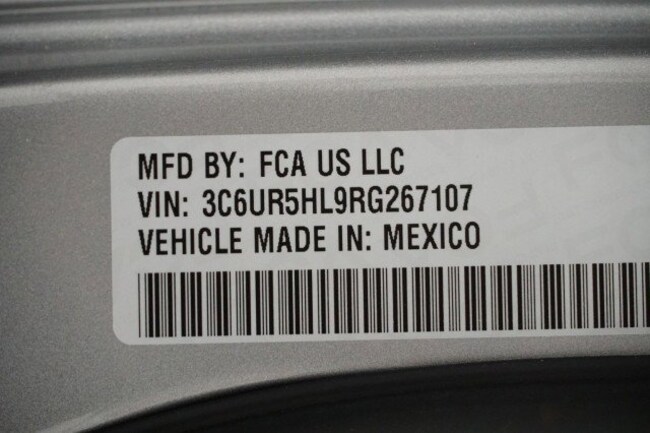 MFD BY: FCA US LLC
VIN: 3C6UR5HL9RG267107
VEHICLE MADE IN: MEXICO